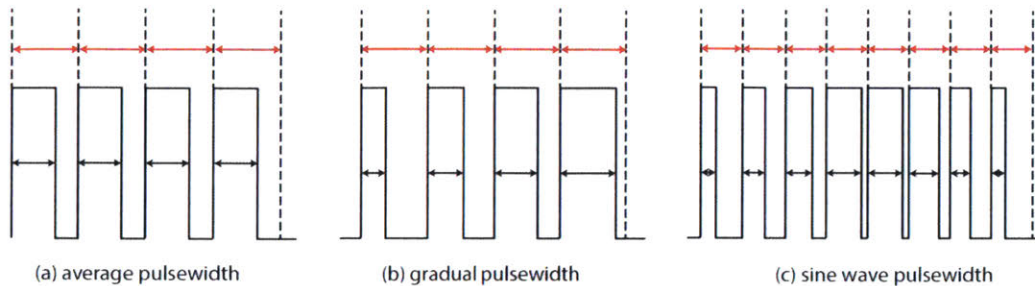 (a) average pulsewidth
(b) gradual pulsewidth
(c) sine wave pulsewidth